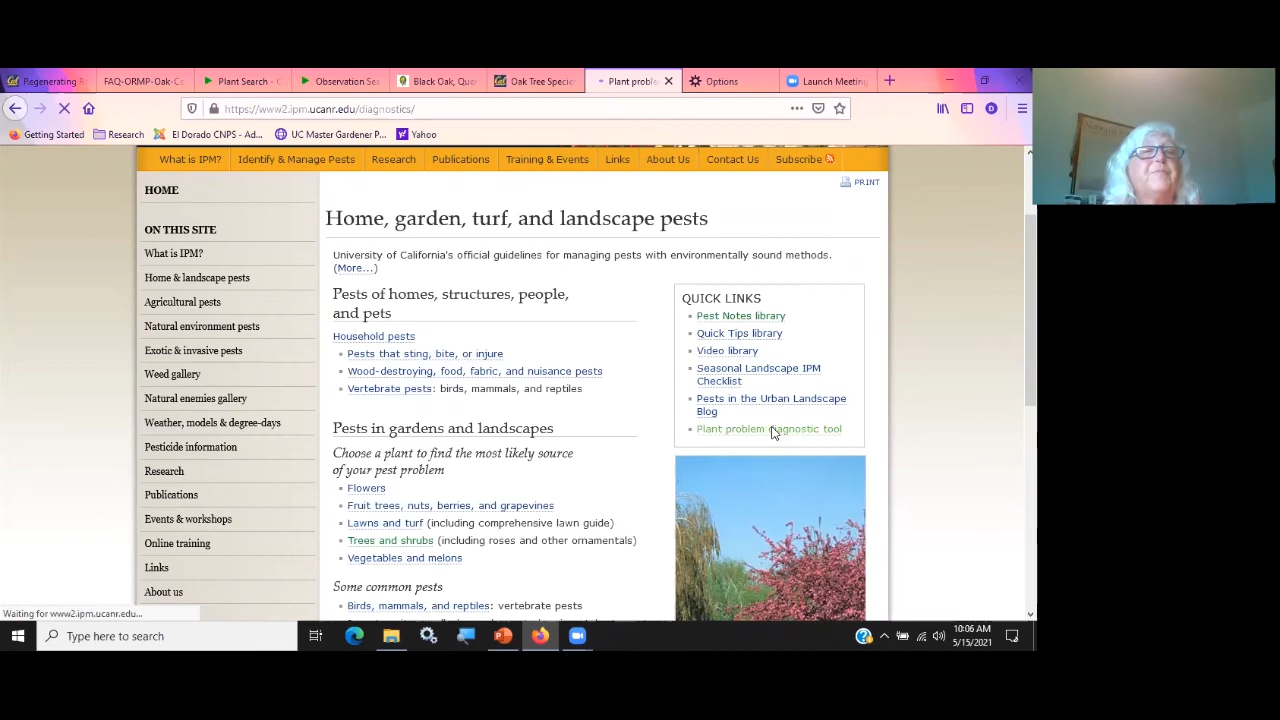 Regenerating
FAQ-ORMP-Oak-Co
Plant Search -
Observation Sea
Black Oak, Quer
Oak Tree Specie
Plant proble
Options
Launch Meeting
https://www2.ipm.ucanr.edu/diagnostics/
Getting Started
Research
El Dorado CNPS - Ad...
UC Master Gardener P...
Yahoo
What is IPM?
Identify & Manage Pests
Research
Publications
Training & Events
Links
About Us
Contact Us
Subscribe
PRINT
HOME
ON THIS SITE
What is IPM?
Home & landscape pests
Agricultural pests
Natural environment pests
Exotic & invasive pests
Weed gallery
Natural enemies gallery
Weather, models & degree-days
Pesticide information
Research
Publications
Events & workshops
Online training
Links
About us
Home, garden, turf, and landscape pests
University of California's official guidelines for managing pests with environmentally sound methods.
(More...)
Pests of homes, structures, people,
and pets
Household pests
Pests that sting, bite, or injure
Wood-destroying, food, fabric, and nuisance pests
Vertebrate pests: birds, mammals, and reptiles
Pests in gardens and landscapes
Choose a plant to find the most likely source
of your pest problem
Flowers
Fruit trees, nuts, berries, and grapevines
Lawns and turf (including comprehensive lawn guide)
Trees and shrubs (including roses and other ornamentals)
Vegetables and melons
Some common pests
Birds, mammals, and reptiles: vertebrate pests
QUICK LINKS
Pest Notes library
Quick Tips library
Video library
Seasonal Landscape IPM
Checklist
Pests in the Urban Landscape
Blog
Plant problem diagnostic tool
Waiting for www2.ipm.ucanr.edu...
Type here to search
10:06 AM
5/15/2021